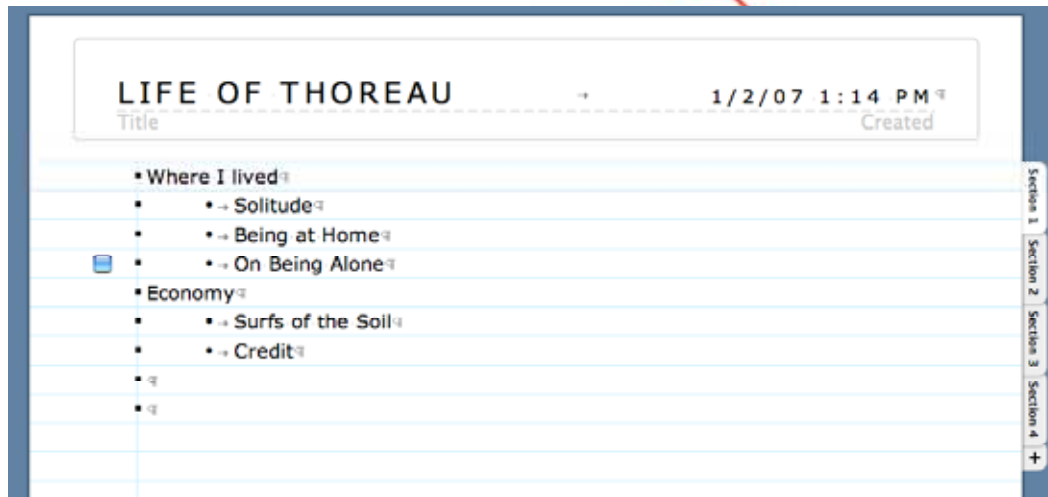 LIFE OF THOREAU → 1/2/07 1:14 PM¶
Title Created
▪ Where I lived¶
▪ • → Solitude¶
▪ • → Being at Home¶
▪ • → On Being Alone¶
▪ Economy¶
▪ • → Surfs of the Soil¶
▪ • → Credit¶
▪ ¶
▪ ¶
Section 1
Section 2
Section 3
Section 4
+